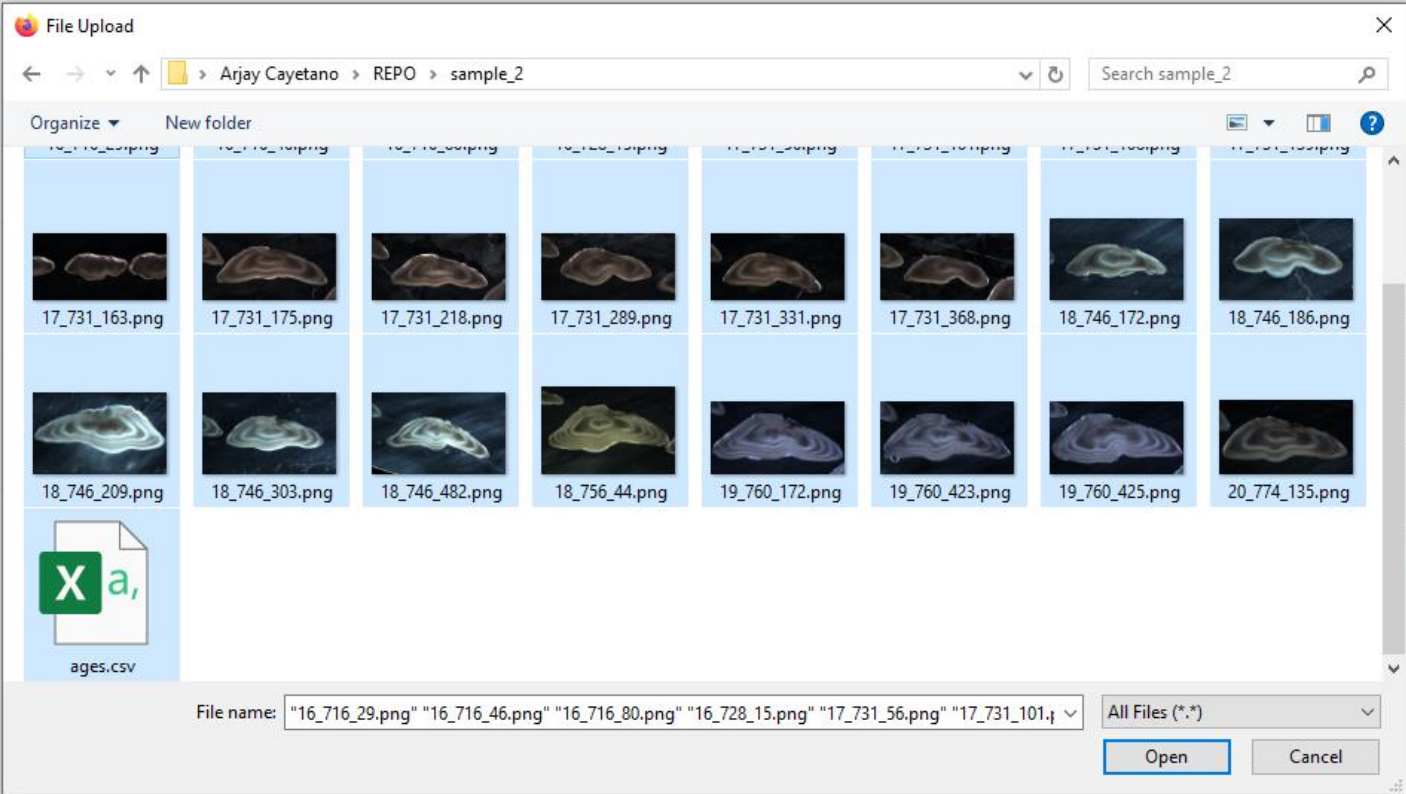 File Upload
Arjay Cayetano > REPO > sample_2
Search sample_2
Organize
New folder
17_731_163.png 17_731_175.png 17_731_218.png 17_731_289.png 17_731_331.png 17_731_368.png 18_746_172.png 18_746_186.png
18_746_209.png 18_746_303.png 18_746_482.png 18_756_44.png 19_760_172.png 19_760_423.png 19_760_425.png 20_774_135.png
X a,
ages.csv
File name: "16_716_29.png" "16_716_46.png" "16_716_80.png" "16_728_15.png" "17_731_56.png" "17_731_101.p
All Files (*.*)
Open
Cancel